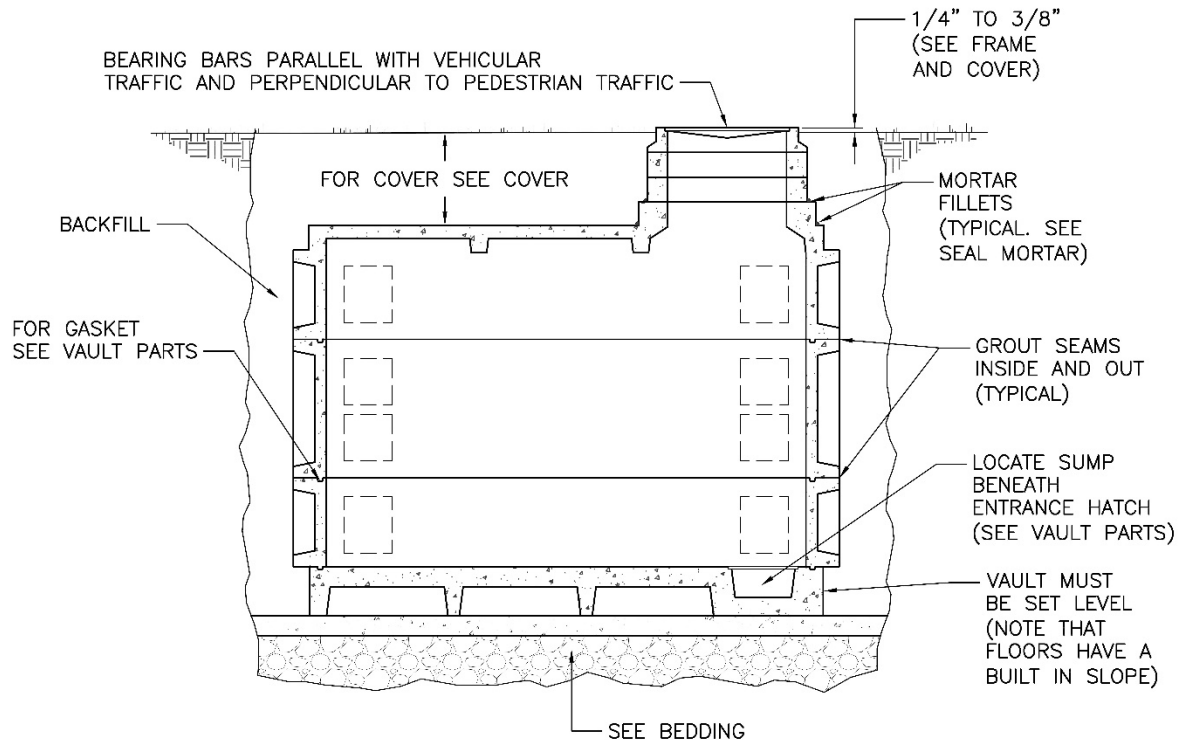 1/4" TO 3/8"
(SEE FRAME
AND COVER)
BEARING BARS PARALLEL WITH VEHICULAR
TRAFFIC AND PERPENDICULAR TO PEDESTRIAN TRAFFIC
FOR COVER SEE COVER
MORTAR
FILLETS
(TYPICAL. SEE
SEAL MORTAR)
BACKFILL
FOR GASKET
SEE VAULT PARTS
GROUT SEAMS
INSIDE AND OUT
(TYPICAL)
LOCATE SUMP
BENEATH
ENTRANCE HATCH
(SEE VAULT PARTS)
VAULT MUST
BE SET LEVEL
(NOTE THAT
FLOORS HAVE A
BUILT IN SLOPE)
SEE BEDDING